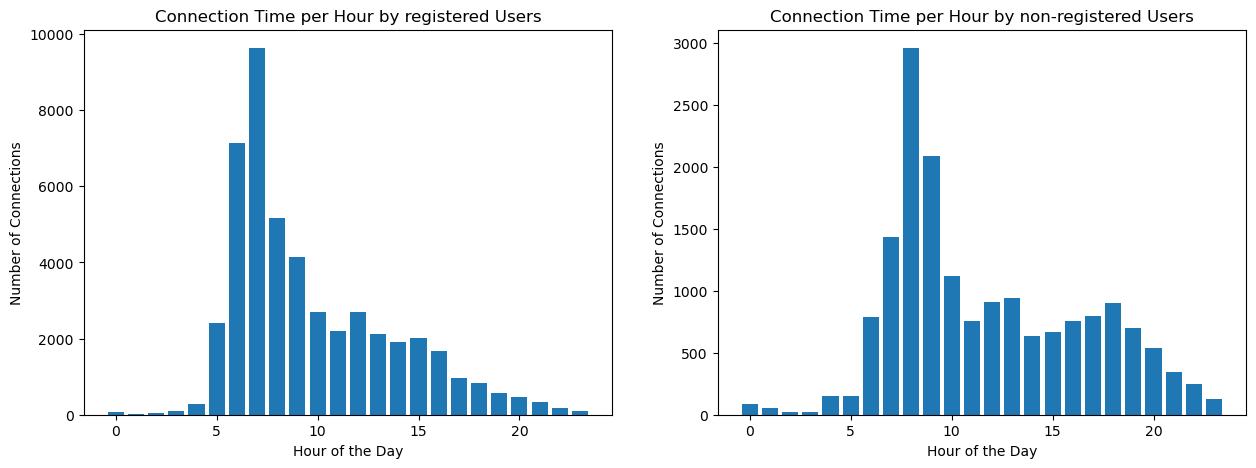 Connection Time per Hour by registered Users
10000
8000
6000
4000
2000
0
Number of Connections
0 5 10 15 20
Hour of the Day
Connection Time per Hour by non-registered Users
3000
2500
2000
1500
1000
500
0
Number of Connections
0 5 10 15 20
Hour of the Day